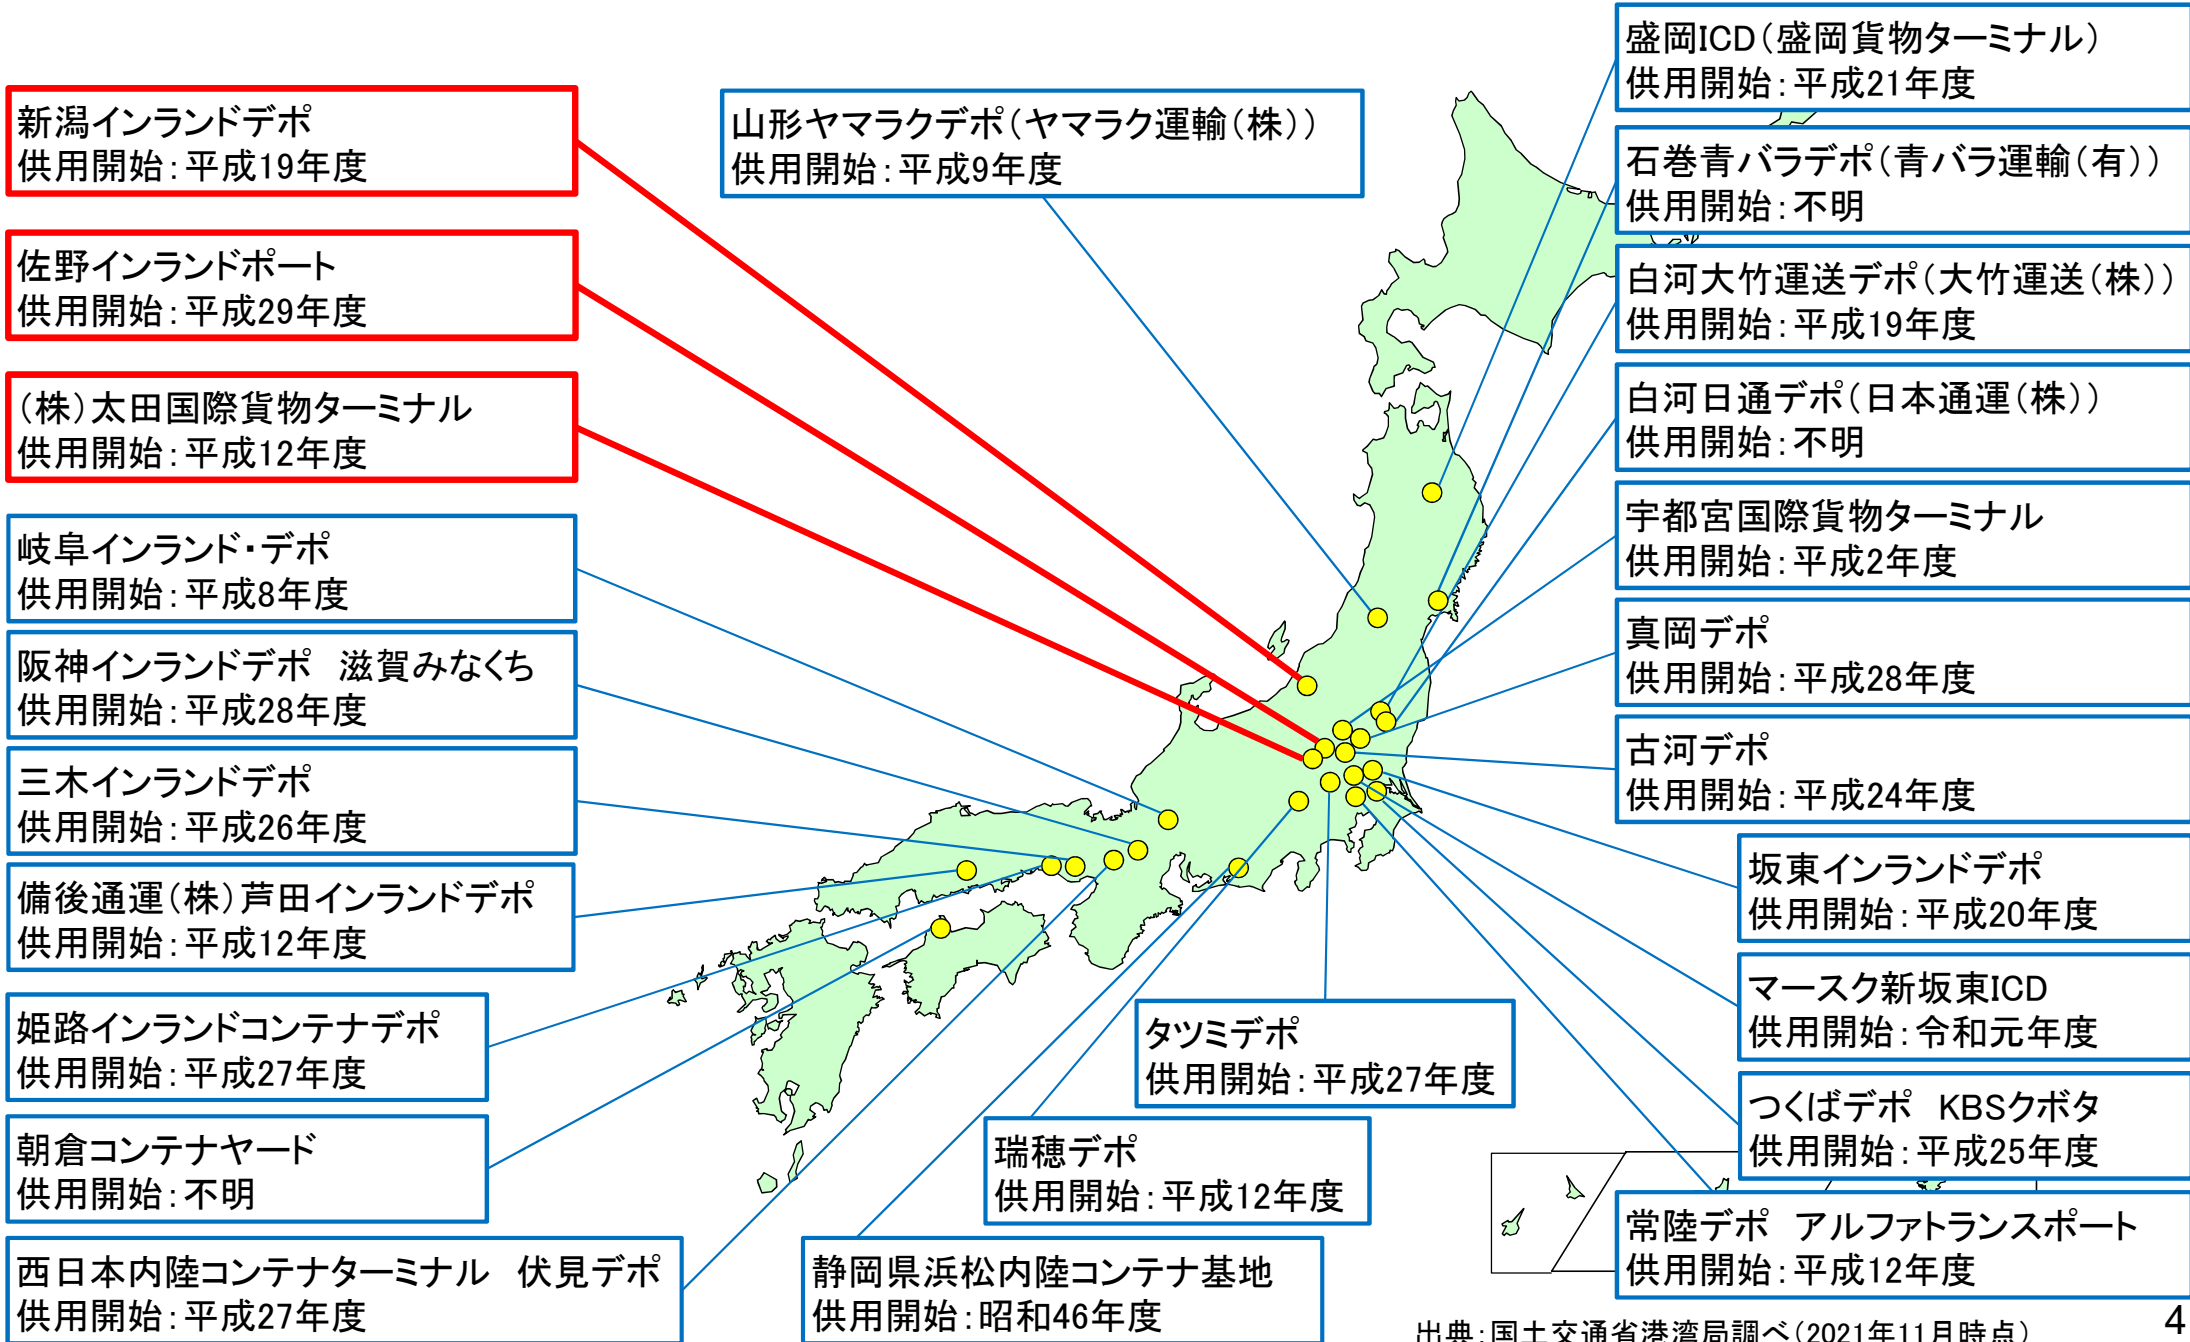 新潟インランドデポ
供用開始：平成19年度
佐野インランドポート
供用開始：平成29年度
（株）太田国際貨物ターミナル
供用開始：平成12年度
岐阜インランド・デポ
供用開始：平成8年度
阪神インランドデポ　滋賀みなくち
供用開始：平成28年度
三木インランドデポ
供用開始：平成26年度
備後通運（株）芦田インランドデポ
供用開始：平成12年度
姫路インランドコンテナデポ
供用開始：平成27年度
朝倉コンテナヤード
供用開始：不明
西日本内陸コンテナターミナル　伏見デポ
供用開始：平成27年度
山形ヤマラクデポ（ヤマラク運輸（株））
供用開始：平成9年度
タツミデポ
供用開始：平成27年度
瑞穂デポ
供用開始：平成12年度
静岡県浜松内陸コンテナ基地
供用開始：昭和46年度
盛岡ICD（盛岡貨物ターミナル）
供用開始：平成21年度
石巻青バラデポ（青バラ運輸（有））
供用開始：不明
白河大竹運送デポ（大竹運送（株））
供用開始：平成19年度
白河日通デポ（日本通運（株））
供用開始：不明
宇都宮国際貨物ターミナル
供用開始：平成2年度
真岡デポ
供用開始：平成28年度
古河デポ
供用開始：平成24年度
坂東インランドデポ
供用開始：平成20年度
マースク新坂東ICD
供用開始：令和元年度
つくばデポ　KBSクボタ
供用開始：平成25年度
常陸デポ　アルファトランスポート
供用開始：平成12年度
出典：国土交通省港湾局調べ（2021年11月時点）
4